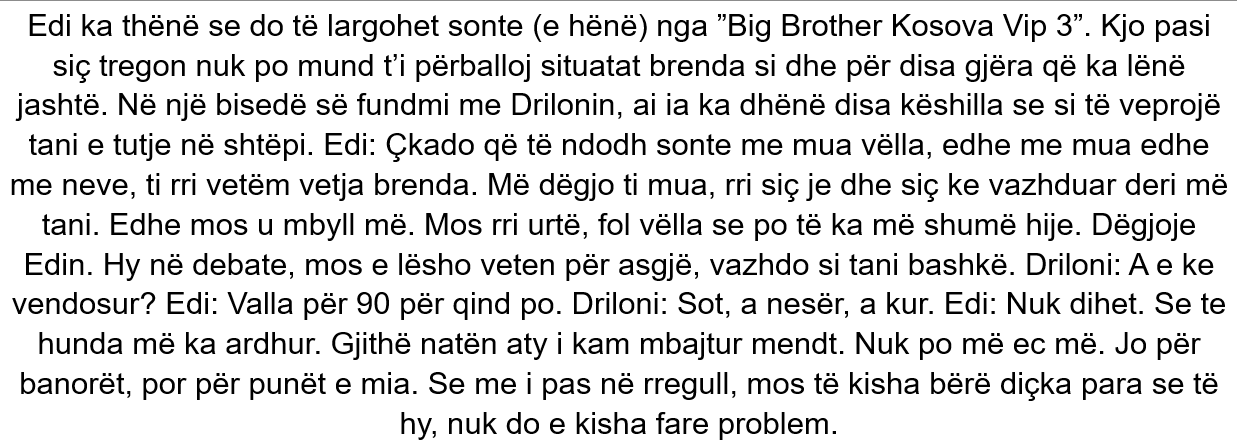 Edi ka thënë se do të largohet sonte (e hënë) nga ”Big Brother Kosova Vip 3”. Kjo pasi
siç tregon nuk po mund t’i përballoj situatat brenda si dhe për disa gjëra që ka lënë
jashtë. Në një bisedë së fundmi me Drilonin, ai ia ka dhënë disa këshilla se si të veprojë
tani e tutje në shtëpi. Edi: Çkado që të ndodh sonte me mua vëlla, edhe me mua edhe
me neve, ti rri vetëm vetja brenda. Më dëgjo ti mua, rri siç je dhe siç ke vazhduar deri më
tani. Edhe mos u mbyll më. Mos rri urtë, fol vëlla se po të ka më shumë hije. Dëgjoje
Edin. Hy në debate, mos e lësho veten për asgjë, vazhdo si tani bashkë. Driloni: A e ke
vendosur? Edi: Valla për 90 për qind po. Driloni: Sot, a nesër, a kur. Edi: Nuk dihet. Se te
hunda më ka ardhur. Gjithë natën aty i kam mbajtur mendt. Nuk po më ec më. Jo për
banorët, por për punët e mia. Se me i pas në rregull, mos të kisha bërë diçka para se të
hy, nuk do e kisha fare problem.